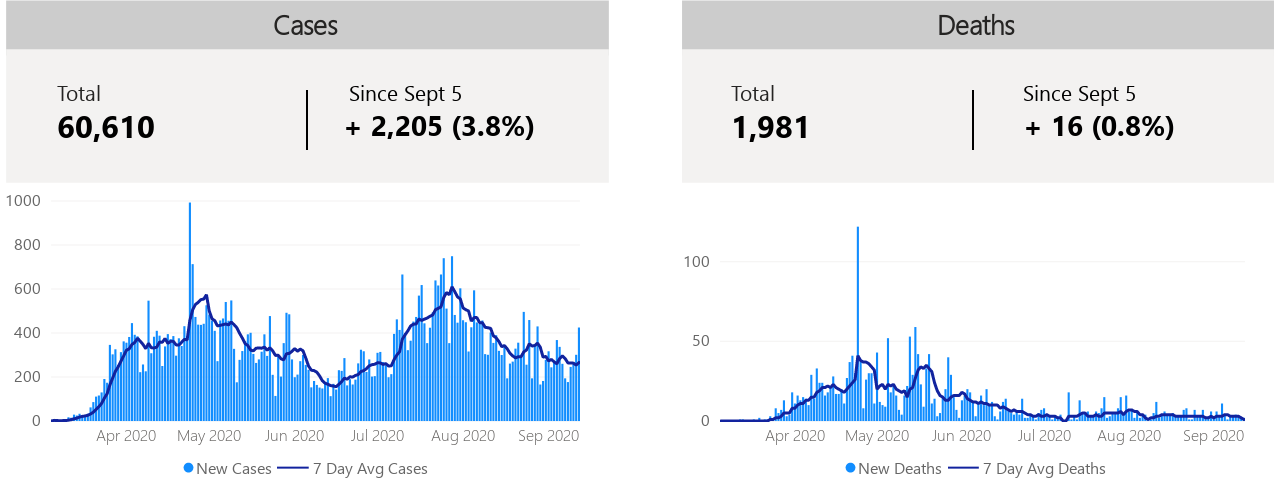 Cases
Total
60,610
Since Sept 5
+ 2,205 (3.8%)
1000
800
600
400
200
0
Apr 2020 May 2020 Jun 2020 Jul 2020 Aug 2020 Sep 2020
New Cases 7 Day Avg Cases
Deaths
Total
1,981
Since Sept 5
+ 16 (0.8%)
100
50
0
Apr 2020 May 2020 Jun 2020 Jul 2020 Aug 2020 Sep 2020
New Deaths 7 Day Avg Deaths